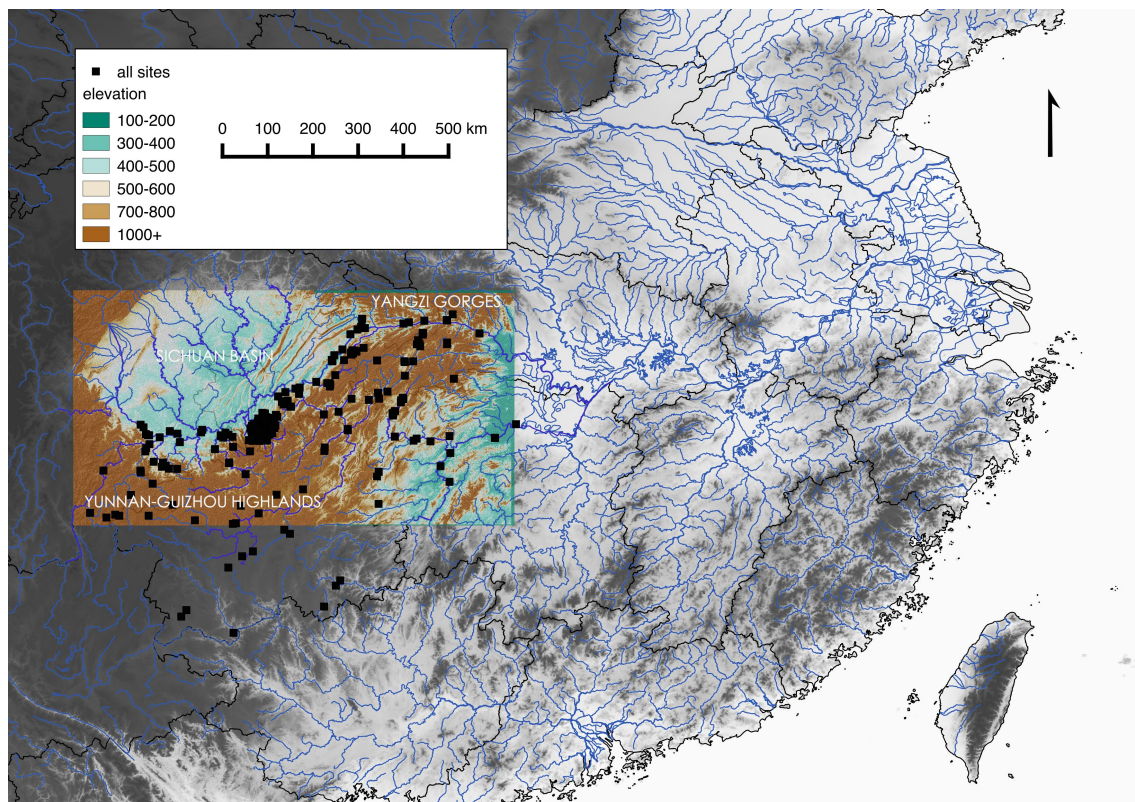 all sites
elevation
100-200
300-400
400-500
500-600
700-800
1000+
0 100 200 300 400 500 km
YANGZI GORGES
SICHUAN BASIN
YUNNAN-GUIZHOU HIGHLANDS